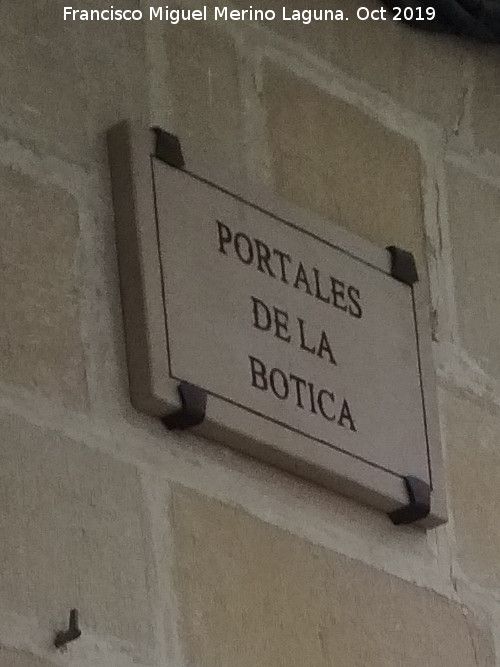 Francisco Miguel Merino Laguna. Oct 2019
PORTALES
DE LA
BOTICA